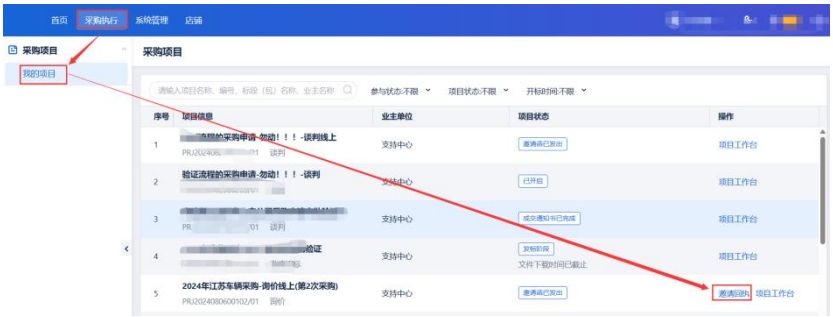 首页 采购执行 系统管理 店铺
采购项目
我的项目
采购项目
请输入项目名称、编号、标段（包）名称、业主名称 参与状态:不限 项目状态:不限 开标时间:不限
序号 项目信息 业主单位 项目状态 操作
1 流程的采购申请-勿动！！！-谈判线上 支持中心 邀请函已发出 项目工作台
谈判
2 验证流程的采购申请-勿动！！！-谈判 支持中心 已开启 项目工作台
3 支持中心 成交通知书已完成 项目工作台
PR 01 谈判
4 验证 支持中心 发标阶段 项目工作台
文件下载时间已截止
5 2024年江苏车辆采购-询价线上(第2次采购) 支持中心 邀请函已发出 邀请回执 项目工作台
PRJ2024080600102/01 询价